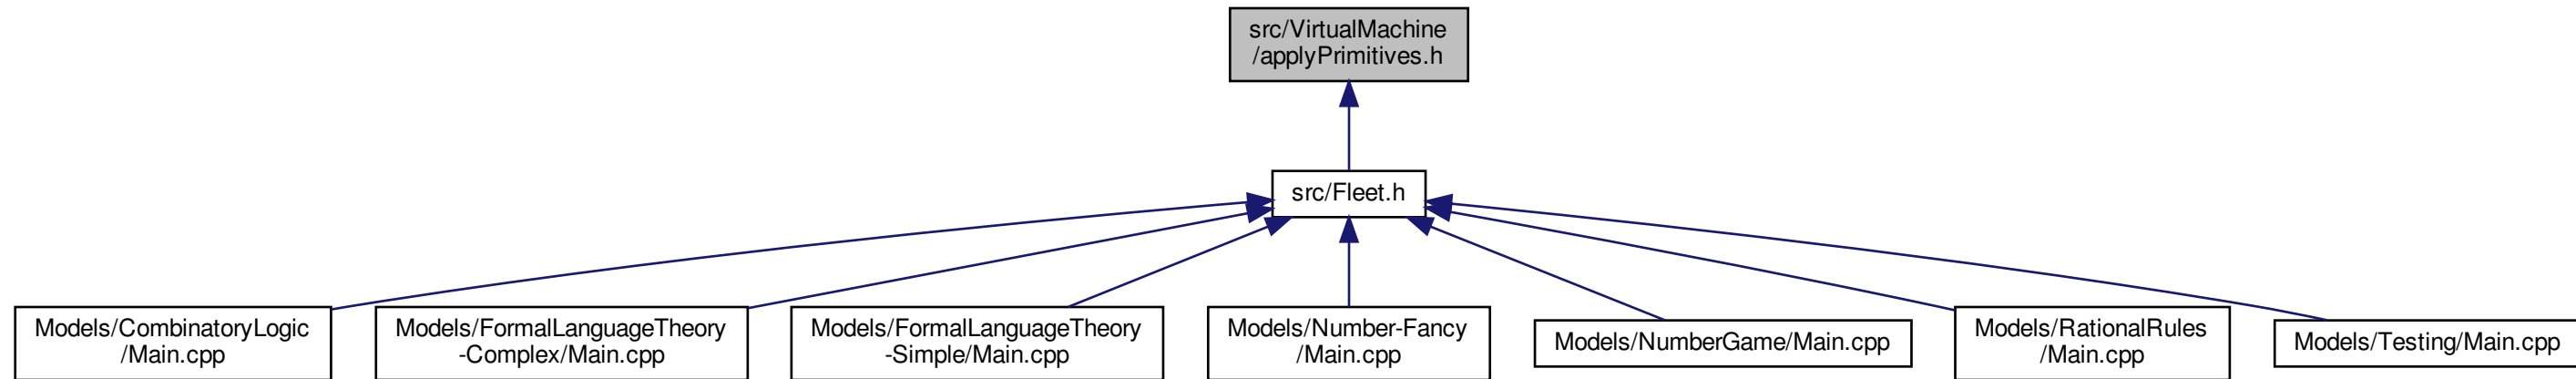 src/VirtualMachine
/applyPrimitives.h
src/Fleet.h
Models/CombinatoryLogic
/Main.cpp
Models/FormalLanguageTheory
-Complex/Main.cpp
Models/FormalLanguageTheory
-Simple/Main.cpp
Models/Number-Fancy
/Main.cpp
Models/NumberGame/Main.cpp
Models/RationalRules
/Main.cpp
Models/Testing/Main.cpp